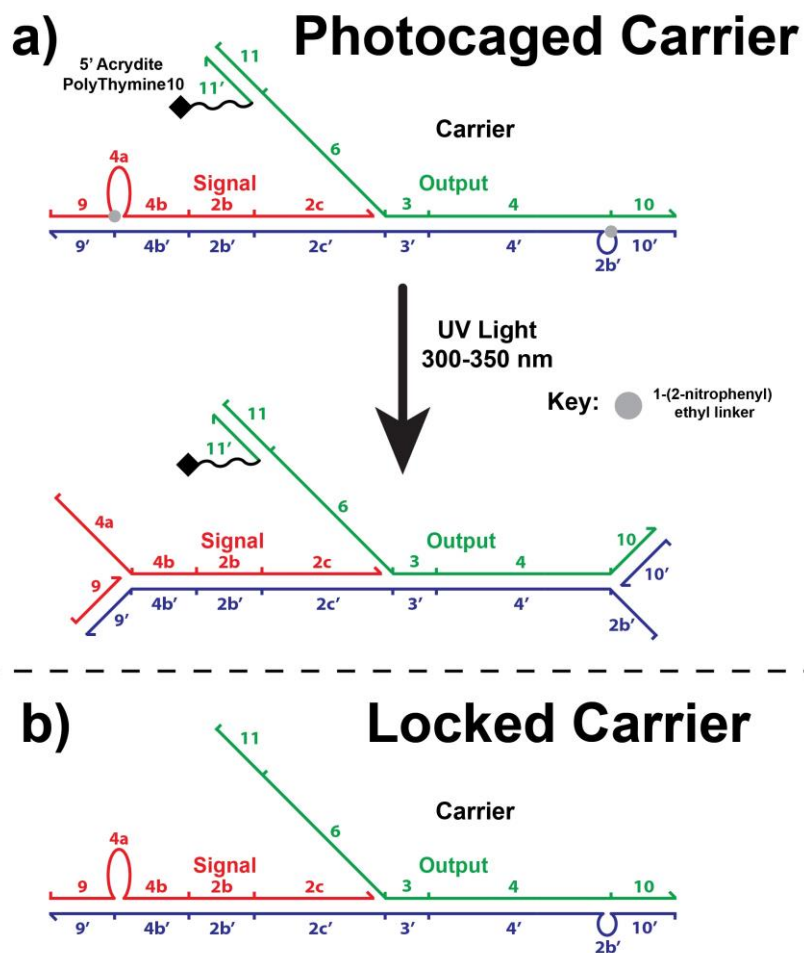 a) Photocaged Carrier
5' Acrydite
PolyThymine10
11
11'
6
Carrier
4a
Signal
Output
9 4b 2b 2c 3 4 10
9' 4b' 2b' 2c' 3' 4' 10'
2b'
UV Light
300-350 nm
Key: 1-(2-nitrophenyl)
ethyl linker
11
11'
6
4a
Signal
Output
4b 2b 2c 3 4 10
9
10'
9' 4b' 2b' 2c' 3' 4' 2b'
b) Locked Carrier
11
6
Carrier
4a
Signal
Output
9 4b 2b 2c 3 4 10
9' 4b' 2b' 2c' 3' 4' 10'
2b'